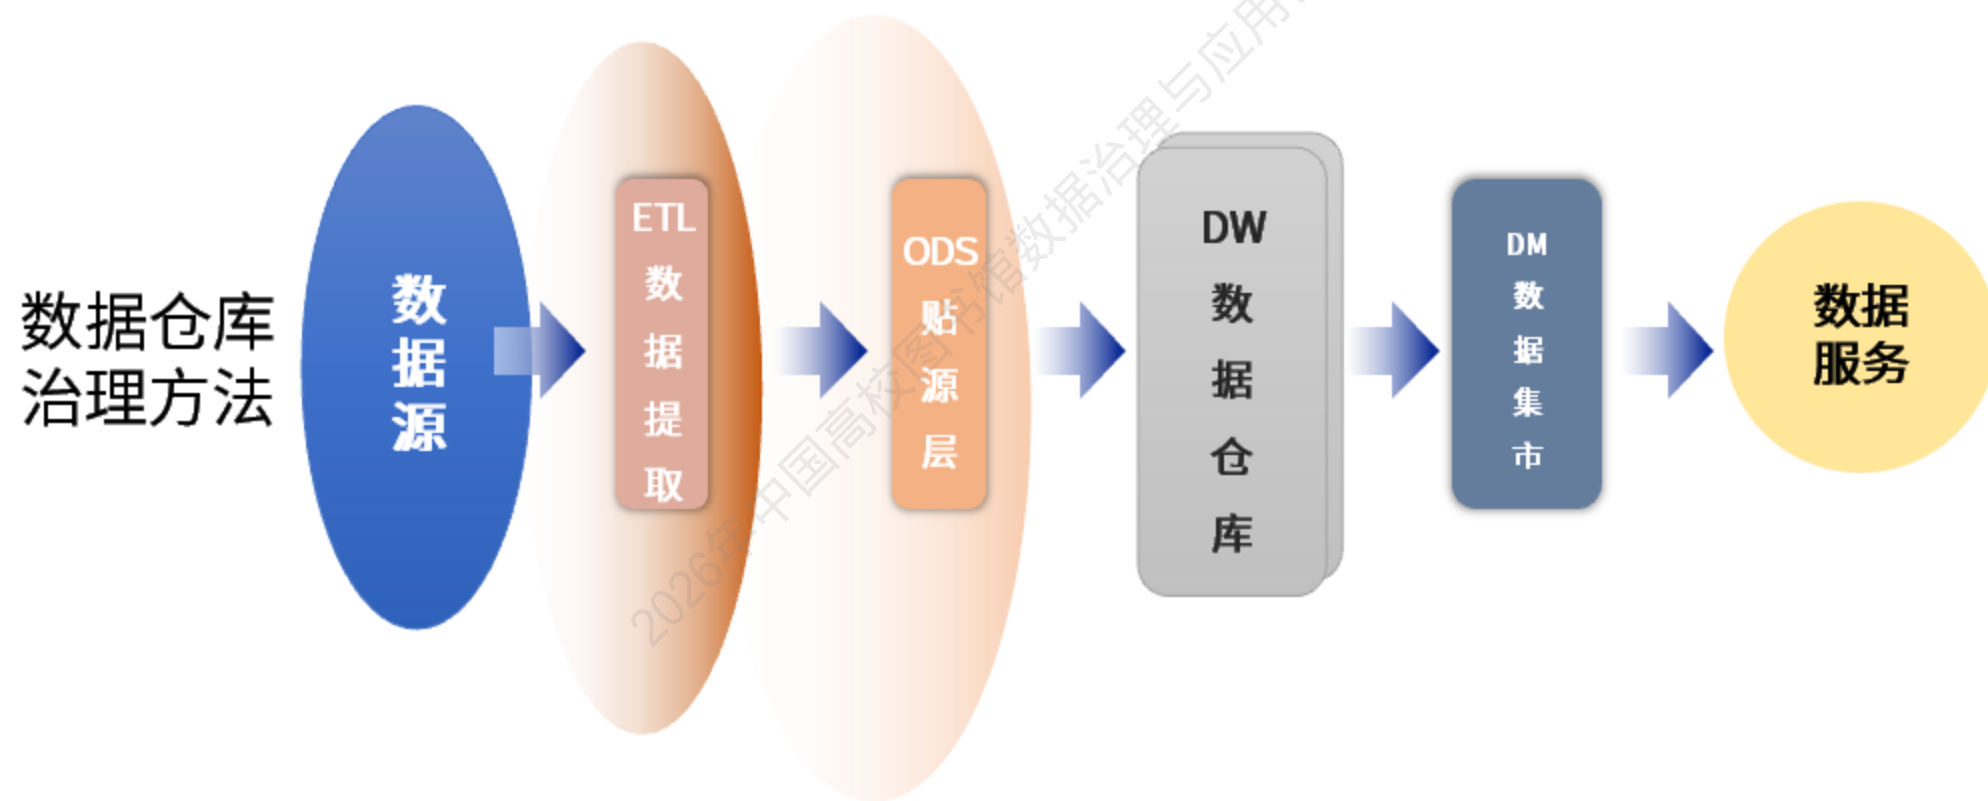 数据仓库
治理方法
数据源
ETL
数据提取
ODS
贴源层
DW
数据仓库
DM
数据集市
数据
服务
2026年中国高校图书馆数据治理与应用